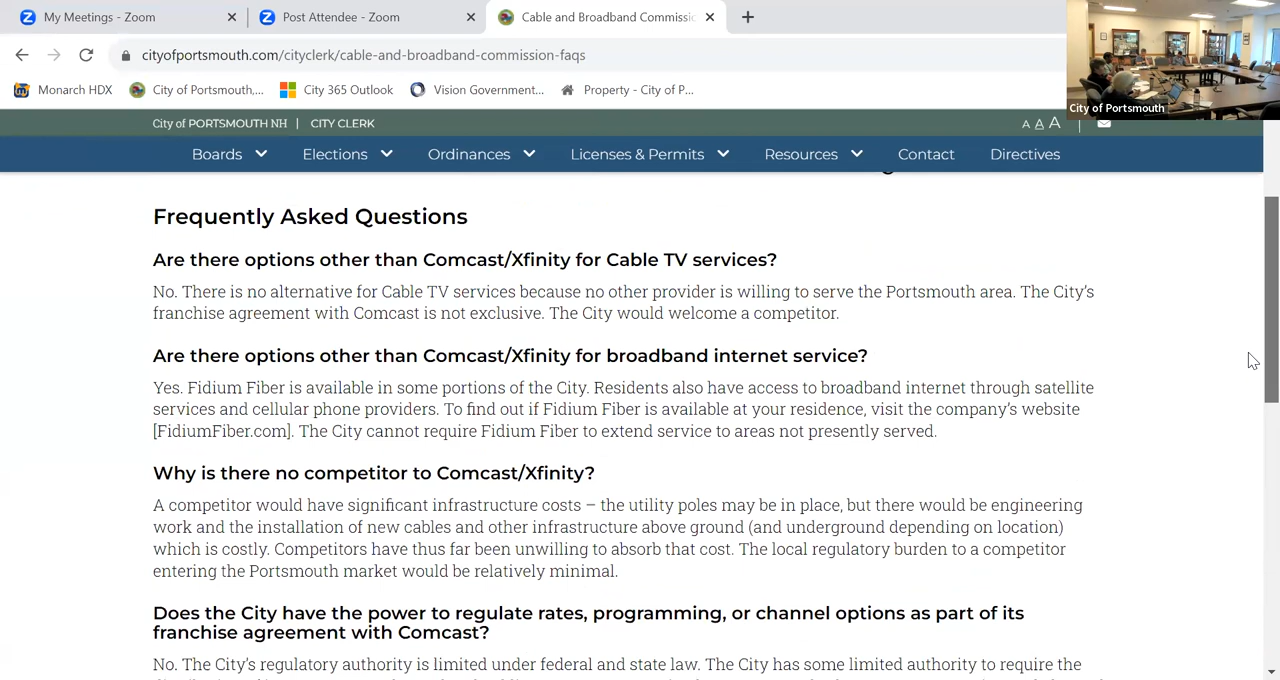 My Meetings - Zoom
Post Attendee - Zoom
Cable and Broadband Commissi
cityofportsmouth.com/cityclerk/cable-and-broadband-commission-faqs
Monarch HDX
City of Portsmouth,...
City 365 Outlook
Vision Government...
Property - City of P...
City of Portsmouth
City of PORTSMOUTH NH | CITY CLERK
A A A |
Boards
Elections
Ordinances
Licenses & Permits
Resources
Contact
Directives
Frequently Asked Questions
Are there options other than Comcast/Xfinity for Cable TV services?
No. There is no alternative for Cable TV services because no other provider is willing to serve the Portsmouth area. The City's
franchise agreement with Comcast is not exclusive. The City would welcome a competitor.
Are there options other than Comcast/Xfinity for broadband internet service?
Yes. Fidium Fiber is available in some portions of the City. Residents also have access to broadband internet through satellite
services and cellular phone providers. To find out if Fidium Fiber is available at your residence, visit the company's website
[FidiumFiber.com]. The City cannot require Fidium Fiber to extend service to areas not presently served.
Why is there no competitor to Comcast/Xfinity?
A competitor would have significant infrastructure costs – the utility poles may be in place, but there would be engineering
work and the installation of new cables and other infrastructure above ground (and underground depending on location)
which is costly. Competitors have thus far been unwilling to absorb that cost. The local regulatory burden to a competitor
entering the Portsmouth market would be relatively minimal.
Does the City have the power to regulate rates, programming, or channel options as part of its
franchise agreement with Comcast?
No. The City's regulatory authority is limited under federal and state law. The City has some limited authority to require the